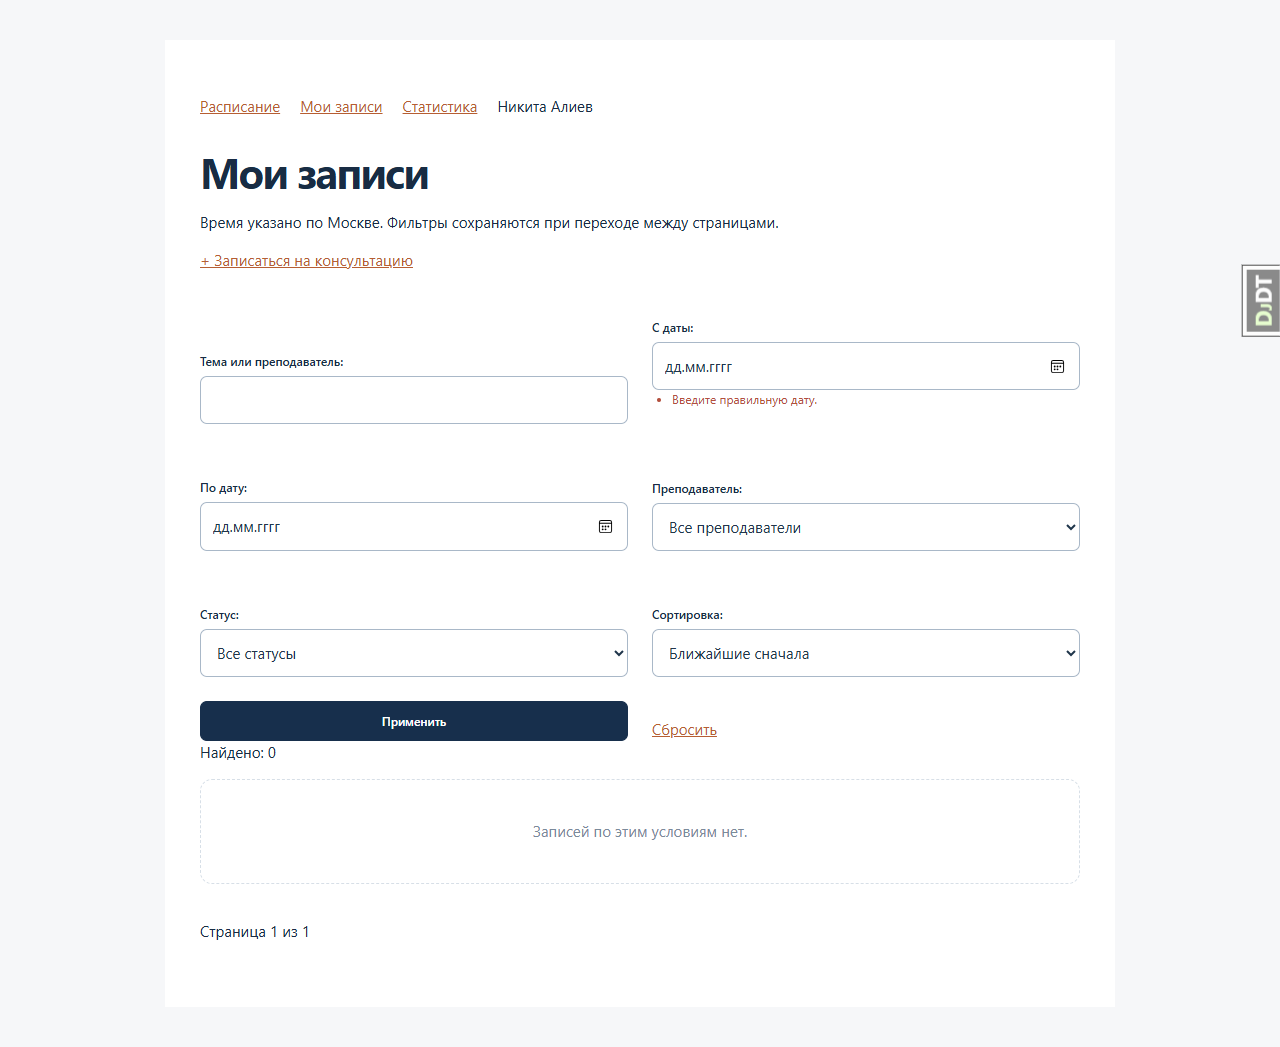 Расписание Мои записи Статистика Никита Алиев
Мои записи
Время указано по Москве. Фильтры сохраняются при переходе между страницами.
+ Записаться на консультацию
DjDT
С даты:
Тема или преподаватель:
дд.мм.гггг
Введите правильную дату.
По дату:
Преподаватель:
дд.мм.гггг
Все преподаватели
Статус:
Сортировка:
Все статусы
Ближайшие сначала
Применить
Сбросить
Найдено: 0
Записей по этим условиям нет.
Страница 1 из 1